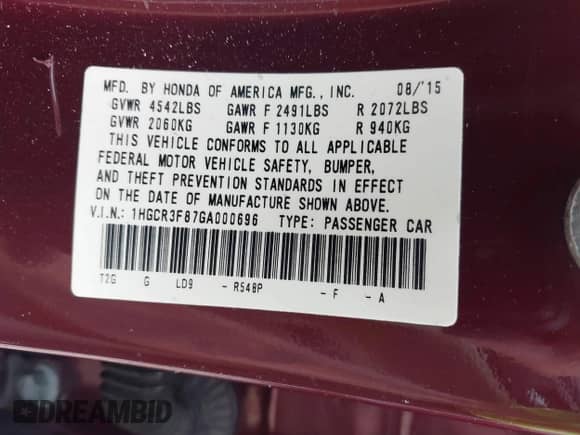 MFD. BY HONDA OF AMERICA MFG., INC. 08/'15
GVWR 4542LBS GAWR F 2491LBS R 2072LBS
GVWR 2060KG GAWR F 1130KG R 940KG
THIS VEHICLE CONFORMS TO ALL APPLICABLE
FEDERAL MOTOR VEHICLE SAFETY, BUMPER,
AND THEFT PREVENTION STANDARDS IN EFFECT
ON THE DATE OF MANUFACTURE SHOWN ABOVE.
V.I.N.: 1HGCR3F87GA000696 TYPE: PASSENGER CAR
T2G G LD9 - R548P - F - A
DREAMBID